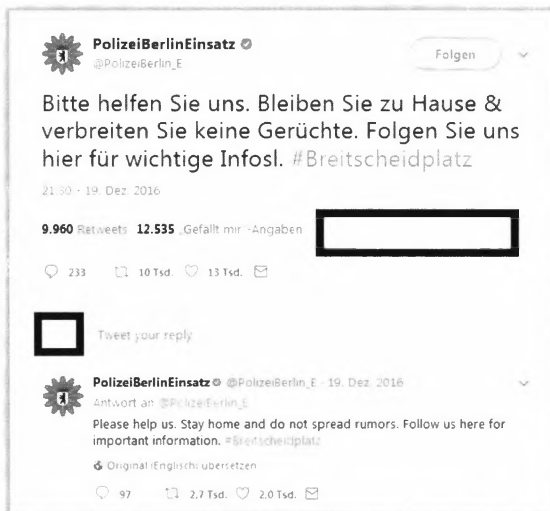 PolizeiBerlinEinsatz
@PolizeiBerlin_E
Folgen
Bitte helfen Sie uns. Bleiben Sie zu Hause &
verbreiten Sie keine Gerüchte. Folgen Sie uns
hier für wichtige Infosl. #Breitscheidplatz
21:30 - 19. Dez. 2016
9.960 Retweets 12.535 „Gefällt mir“-Angaben
233 10 Tsd. 13 Tsd.
Tweet your reply
PolizeiBerlinEinsatz @PolizeiBerlin_E · 19. Dez. 2016
Antwort an @PolizeiBerlin_E
Please help us. Stay home and do not spread rumors. Follow us here for
important information. #Breitscheidplatz
Original (Englisch) übersetzen
97 2.7 Tsd. 2.0 Tsd.